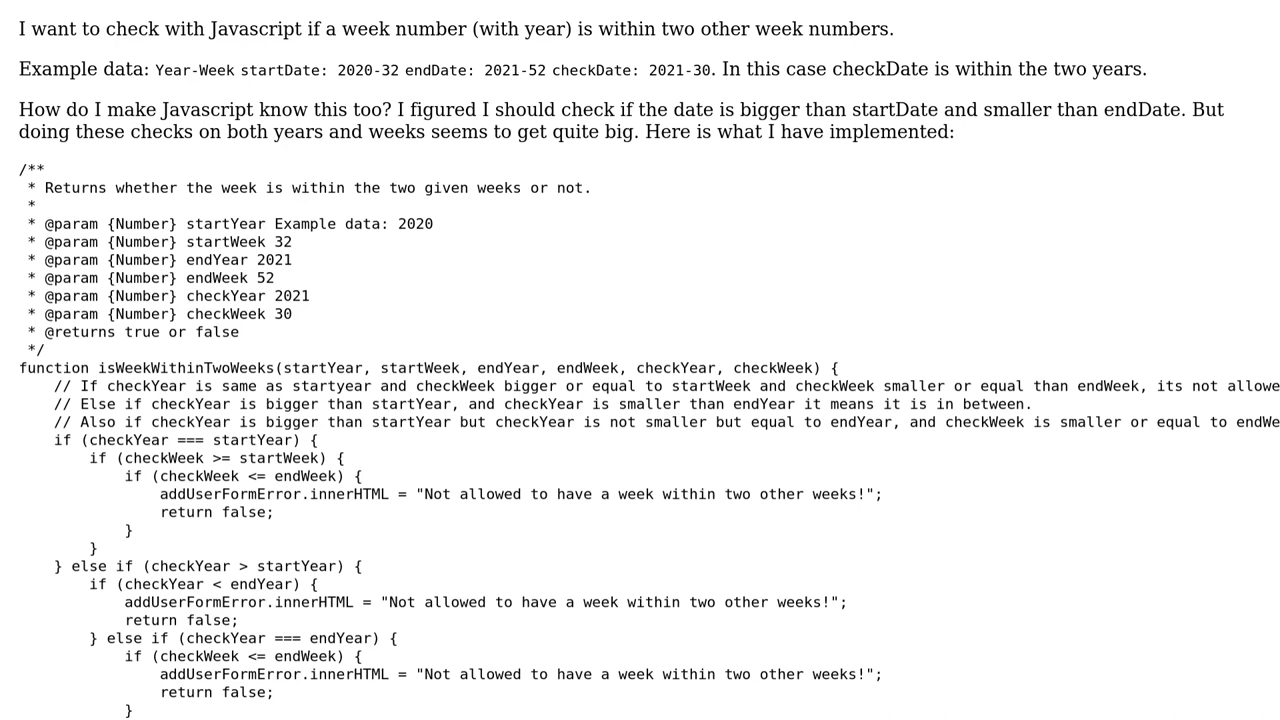 I want to check with Javascript if a week number (with year) is within two other week numbers.
Example data: Year-Week startDate: 2020-32 endDate: 2021-52 checkDate: 2021-30. In this case checkDate is within the two years.
How do I make Javascript know this too? I figured I should check if the date is bigger than startDate and smaller than endDate. But
doing these checks on both years and weeks seems to get quite big. Here is what I have implemented:
/**
 * Returns whether the week is within the two given weeks or not.
 *
 * @param {Number} startYear Example data: 2020
 * @param {Number} startWeek 32
 * @param {Number} endYear 2021
 * @param {Number} endWeek 52
 * @param {Number} checkYear 2021
 * @param {Number} checkWeek 30
 * @returns true or false
 */
function isWeekWithinTwoWeeks(startYear, startWeek, endYear, endWeek, checkYear, checkWeek) {
    // If checkYear is same as startyear and checkWeek bigger or equal to startWeek and checkWeek smaller or equal than endWeek, its not allowe
    // Else if checkYear is bigger than startYear, and checkYear is smaller than endYear it means it is in between.
    // Also if checkYear is bigger than startYear but checkYear is not smaller but equal to endYear, and checkWeek is smaller or equal to endWe
    if (checkYear === startYear) {
        if (checkWeek >= startWeek) {
            if (checkWeek <= endWeek) {
                addUserFormError.innerHTML = "Not allowed to have a week within two other weeks!";
                return false;
            }
        }
    } else if (checkYear > startYear) {
        if (checkYear < endYear) {
            addUserFormError.innerHTML = "Not allowed to have a week within two other weeks!";
            return false;
        } else if (checkYear === endYear) {
            if (checkWeek <= endWeek) {
                addUserFormError.innerHTML = "Not allowed to have a week within two other weeks!";
                return false;
            }